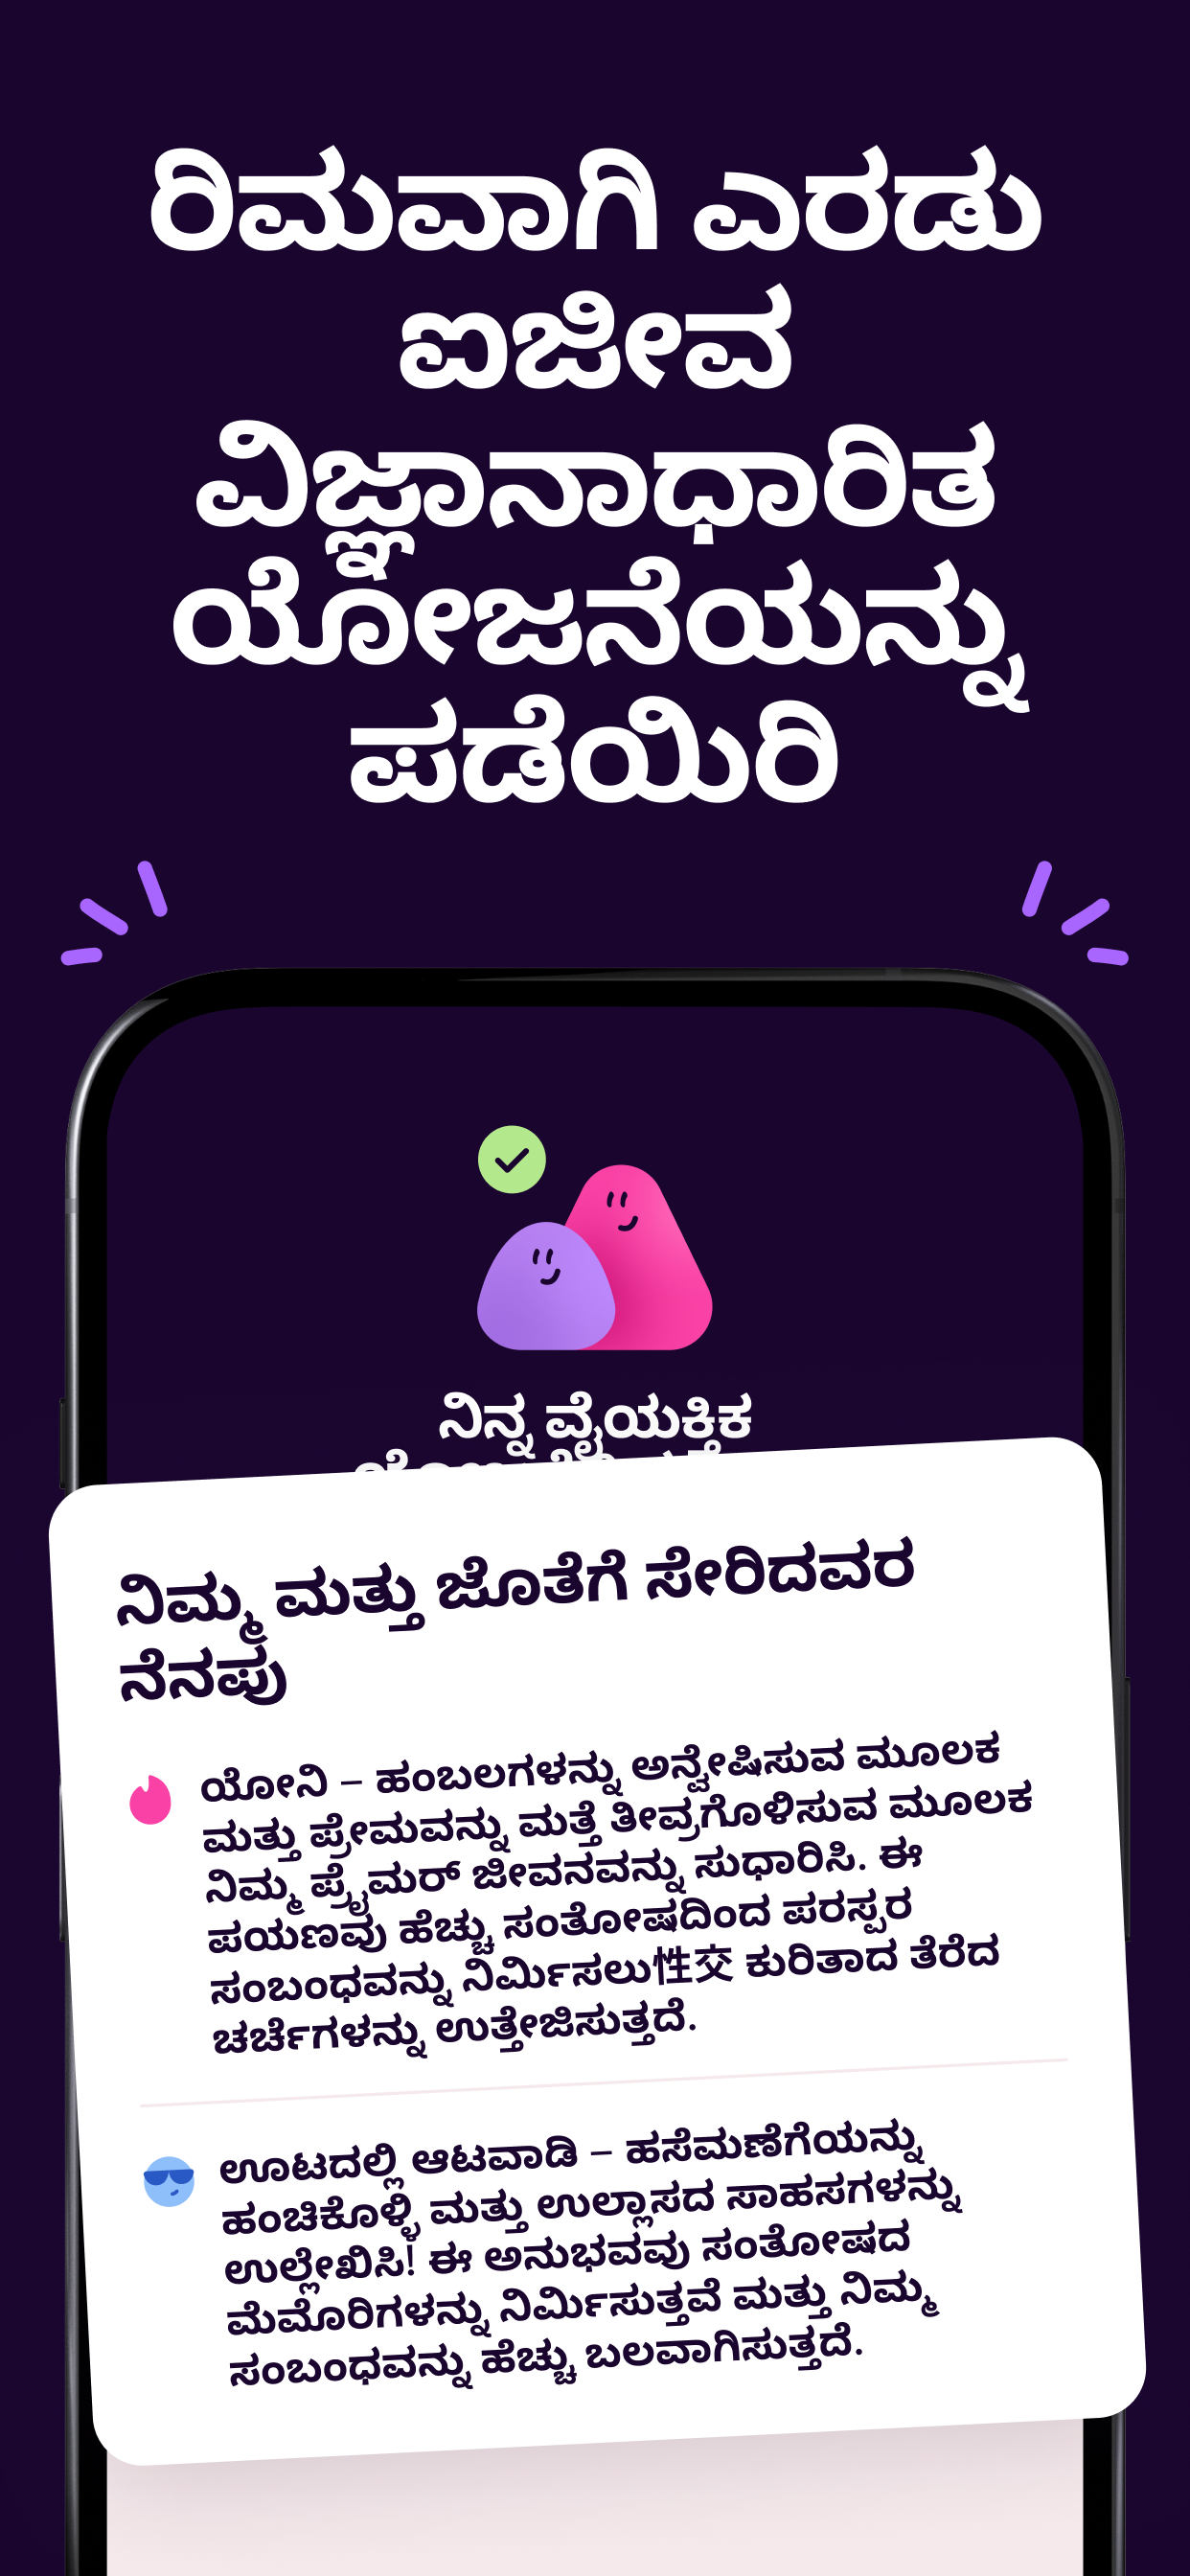 ರಿಮವಾಗಿ ಎರಡು
ಐಜೀವ
ವಿಜ್ಞಾನಾಧಾರಿತ
ಯೋಜನೆಯನ್ನು
ಪಡೆಯಿರಿ
ನಿನ್ನ ವೈಯಕ್ತಿಕ
ನಿಮ್ಮ ಮತ್ತು ಜೊತೆಗೆ ಸೇರಿದವರ
ನೆನಪು
ಯೋನಿ – ಹಂಬಲಗಳನ್ನು ಅನ್ವೇಷಿಸುವ ಮೂಲಕ
ಮತ್ತು ಪ್ರೇಮವನ್ನು ಮತ್ತೆ ತೀವ್ರಗೊಳಿಸುವ ಮೂಲಕ
ನಿಮ್ಮ ಪ್ರೈಮರ್ ಜೀವನವನ್ನು ಸುಧಾರಿಸಿ. ಈ
ಪಯಣವು ಹೆಚ್ಚು ಸಂತೋಷದಿಂದ ಪರಸ್ಪರ
ಸಂಬಂಧವನ್ನು ನಿರ್ಮಿಸಲು性交 ಕುರಿತಾದ ತೆರೆದ
ಚರ್ಚೆಗಳನ್ನು ಉತ್ತೇಜಿಸುತ್ತದೆ.
ಊಟದಲ್ಲಿ ಆಟವಾಡಿ – ಹಸೆಮಣೆಗೆಯನ್ನು
ಹಂಚಿಕೊಳ್ಳಿ ಮತ್ತು ಉಲ್ಲಾಸದ ಸಾಹಸಗಳನ್ನು
ಉಲ್ಲೇಖಿಸಿ! ಈ ಅನುಭವವು ಸಂತೋಷದ
ಮೆಮೊರಿಗಳನ್ನು ನಿರ್ಮಿಸುತ್ತವೆ ಮತ್ತು ನಿಮ್ಮ
ಸಂಬಂಧವನ್ನು ಹೆಚ್ಚು ಬಲವಾಗಿಸುತ್ತದೆ.